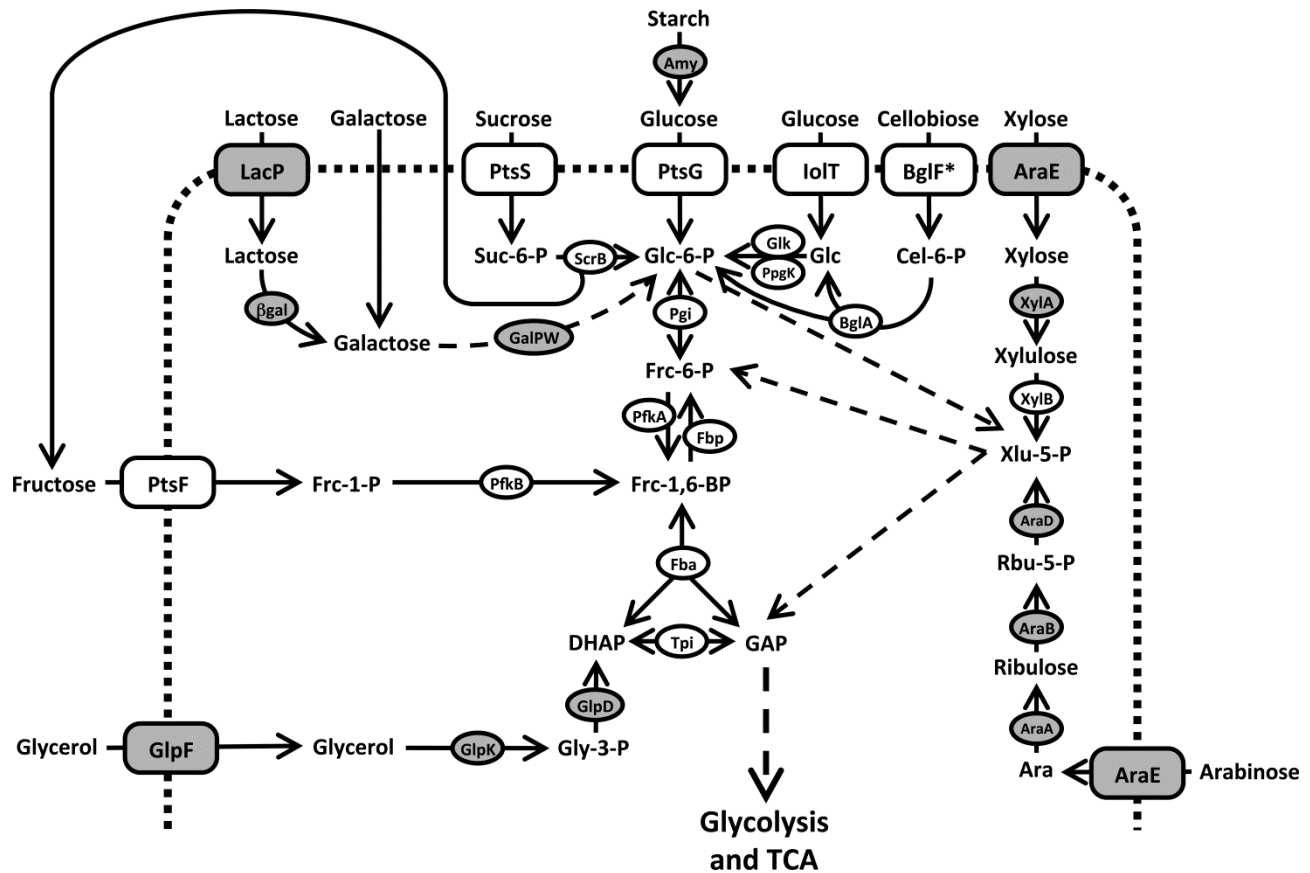 Starch
Amy
Lactose Galactose Sucrose Glucose Glucose Cellobiose Xylose
LacP PtsS PtsG IolT BglF* AraE
Lactose Suc-6-P ScrB Glc-6-P Glk PpgK Glc Cel-6-P Xylose
βgal Galactose GalPW Pgi BglA XylA
Frc-6-P Xylulose
PfkA Fbp XylB
Xlu-5-P
Fructose PtsF Frc-1-P PfkB Frc-1,6-BP
AraD
Fba Rbu-5-P
DHAP Tpi GAP AraB
Ribulose
GlpD AraA
Glycerol GlpF Glycerol GlpK Gly-3-P
Ara AraE Arabinose
Glycolysis
and TCA